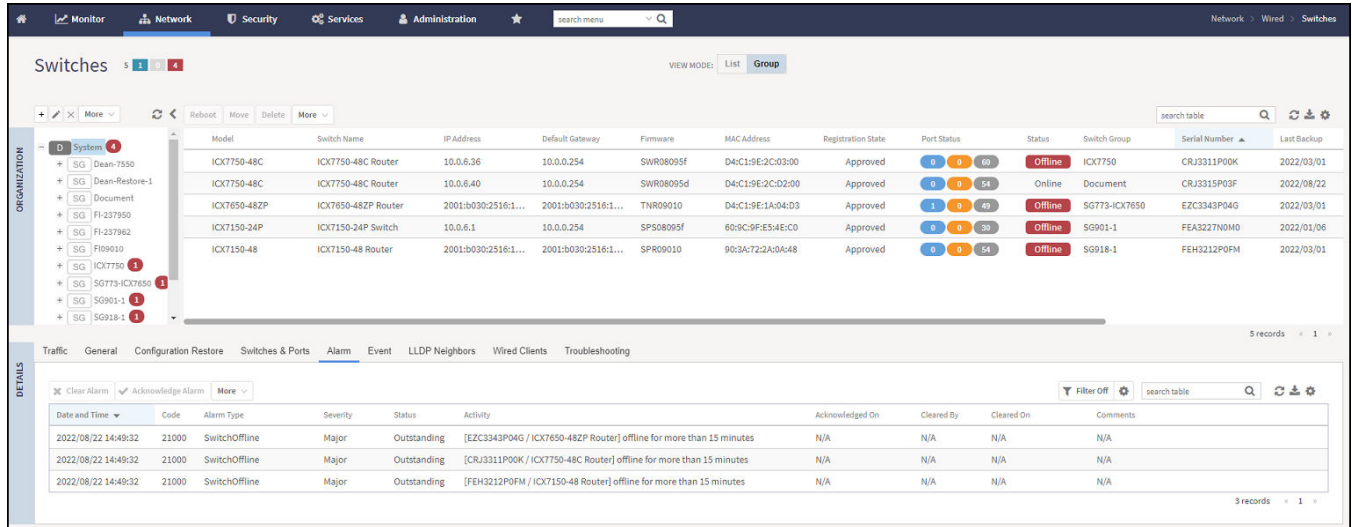 Monitor Network Security Services Administration search menu Network > Wired > Switches
Switches 5 1 0 4 VIEW MODE: List Group
+ More Reboot Move Delete More search table
ORGANIZATION
D System 4
+ SG Dean-7550
+ SG Dean-Restore-1
+ SG Document
+ SG FI-237950
+ SG FI-237962
+ SG FI09010
+ SG ICX7750 1
+ SG SG773-ICX7650 1
+ SG SG901-1 1
+ SG SG918-1 1
Model Switch Name IP Address Default Gateway Firmware MAC Address Registration State Port Status Status Switch Group Serial Number Last Backup
ICX7750-48C ICX7750-48C Router 10.0.6.36 10.0.0.254 SWR08095f D4:C1:9E:2C:03:00 Approved 0 0 60 Offline ICX7750 CRJ3311P00K 2022/03/01
ICX7750-48C ICX7750-48C Router 10.0.6.40 10.0.0.254 SWR08095d D4:C1:9E:2C:D2:00 Approved 0 0 54 Online Document CRJ3315P03F 2022/08/22
ICX7650-48ZP ICX7650-48ZP Router 2001:b030:2516:1... 2001:b030:2516:1... TNR09010 D4:C1:9E:1A:04:D3 Approved 1 0 49 Offline SG773-ICX7650 EZC3343P04G 2022/03/01
ICX7150-24P ICX7150-24P Switch 10.0.6.1 10.0.0.254 SPS08095f 60:9C:9F:E5:4E:C0 Approved 0 0 30 Offline SG901-1 FEA3227N0M0 2022/01/06
ICX7150-48 ICX7150-48 Router 2001:b030:2516:1... 2001:b030:2516:1... SPR09010 90:3A:72:2A:0A:48 Approved 0 0 54 Offline SG918-1 FEH3212P0FM 2022/03/01
5 records 1
DETAILS
Traffic General Configuration Restore Switches & Ports Alarm Event LLDP Neighbors Wired Clients Troubleshooting
Clear Alarm Acknowledge Alarm More Filter Off search table
Date and Time Code Alarm Type Severity Status Activity Acknowledged On Cleared By Cleared On Comments
2022/08/22 14:49:32 21000 SwitchOffline Major Outstanding [EZC3343P04G / ICX7650-48ZP Router] offline for more than 15 minutes N/A N/A N/A N/A
2022/08/22 14:49:32 21000 SwitchOffline Major Outstanding [CRJ3311P00K / ICX7750-48C Router] offline for more than 15 minutes N/A N/A N/A N/A
2022/08/22 14:49:32 21000 SwitchOffline Major Outstanding [FEH3212P0FM / ICX7150-48 Router] offline for more than 15 minutes N/A N/A N/A N/A
3 records 1